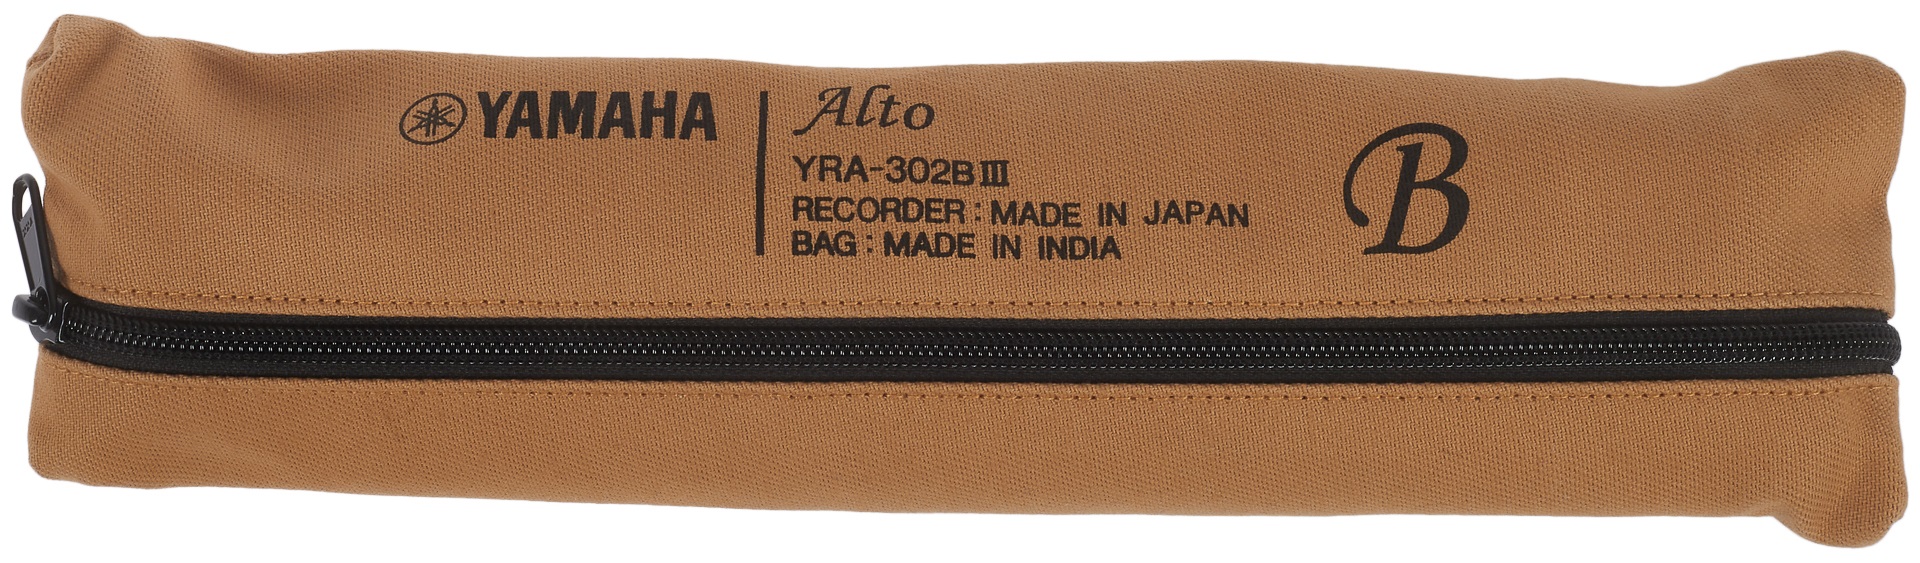 YAMAHA
Alto
YRA-302BⅢ
RECORDER: MADE IN JAPAN
BAG: MADE IN INDIA
B